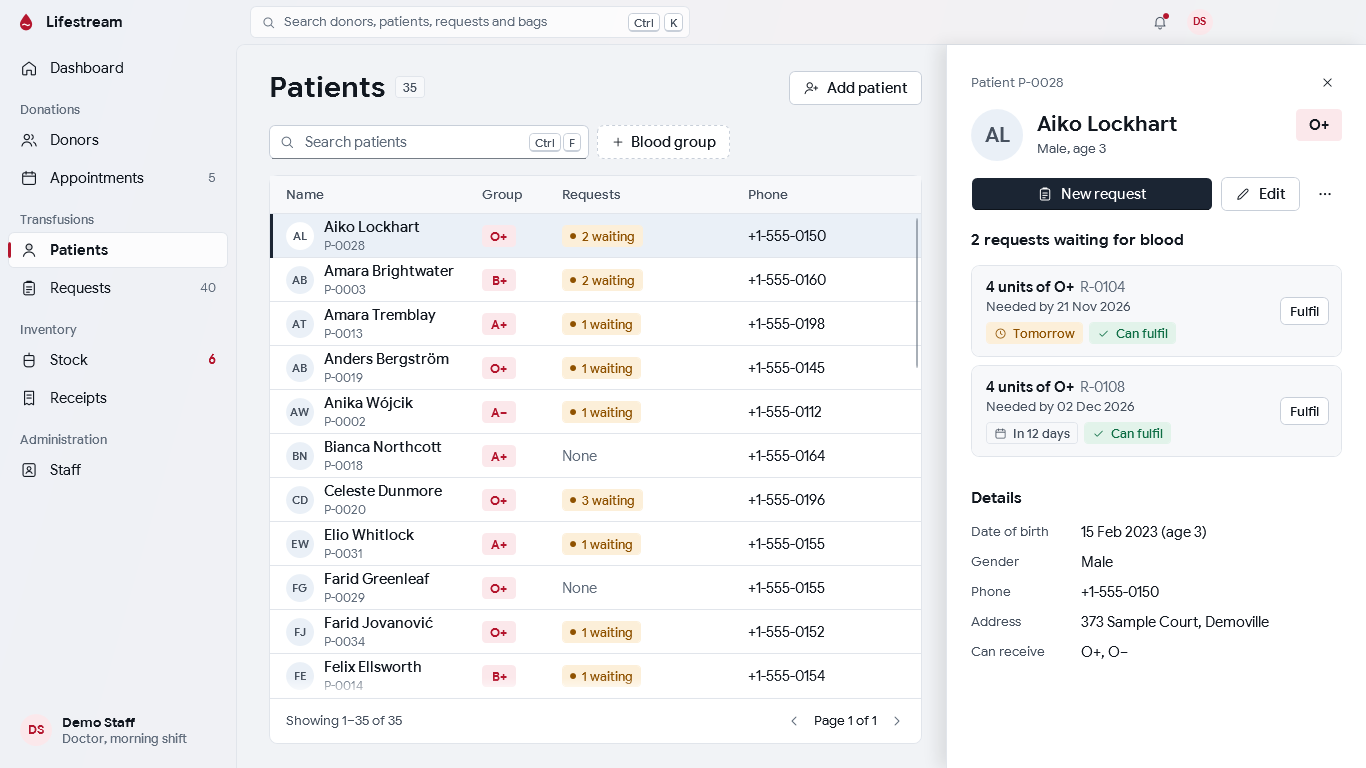 Lifestream
Search donors, patients, requests and bags
Ctrl K
DS
Dashboard
Donations
Donors
Appointments 5
Transfusions
Patients
Requests 40
Inventory
Stock 6
Receipts
Administration
Staff
DS
Demo Staff
Doctor, morning shift
Patients 35
Add patient
Search patients Ctrl F
+ Blood group
Name Group Requests Phone
AL Aiko Lockhart P-0028 O+ 2 waiting +1-555-0150
AB Amara Brightwater P-0003 B+ 2 waiting +1-555-0160
AT Amara Tremblay P-0013 A+ 1 waiting +1-555-0198
AB Anders Bergström P-0019 O+ 1 waiting +1-555-0145
AW Anika Wójcik P-0002 A− 1 waiting +1-555-0112
BN Bianca Northcott P-0018 A+ None +1-555-0164
CD Celeste Dunmore P-0020 O+ 3 waiting +1-555-0196
EW Elio Whitlock P-0031 A+ 1 waiting +1-555-0155
FG Farid Greenleaf P-0029 O+ None +1-555-0155
FJ Farid Jovanović P-0034 O+ 1 waiting +1-555-0152
FE Felix Ellsworth P-0014 B+ 1 waiting +1-555-0154
Showing 1–35 of 35
Page 1 of 1
Patient P-0028
AL
Aiko Lockhart
Male, age 3
O+
New request
Edit
2 requests waiting for blood
4 units of O+ R-0104
Needed by 21 Nov 2026
Tomorrow Can fulfil
Fulfil
4 units of O+ R-0108
Needed by 02 Dec 2026
In 12 days Can fulfil
Fulfil
Details
Date of birth 15 Feb 2023 (age 3)
Gender Male
Phone +1-555-0150
Address 373 Sample Court, Demoville
Can receive O+, O−